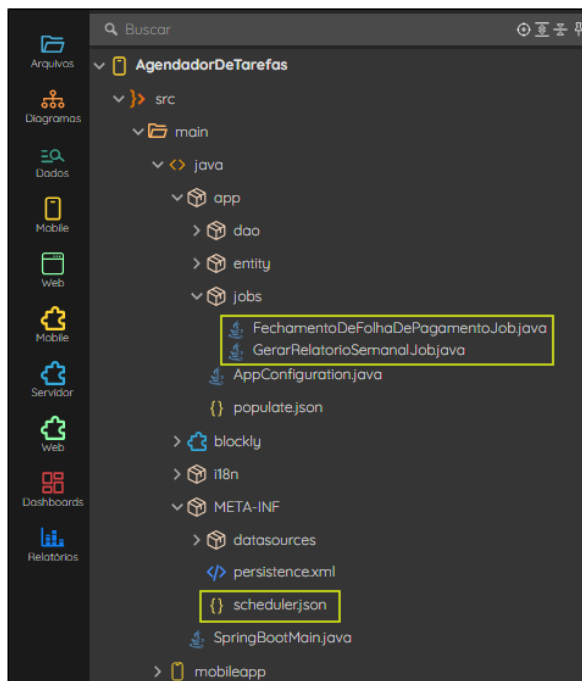 Buscar
Arquivos
Diagramas
Dados
Mobile
Web
Mobile
Servidor
Web
Dashboards
Relatórios
AgendadorDeTarefas
src
main
java
app
dao
entity
jobs
FechamentoDeFolhaDePagamentoJob.java
GerarRelatorioSemanalJob.java
AppConfiguration.java
populate.json
blockly
i18n
META-INF
datasources
persistence.xml
scheduler.json
SpringBootMain.java
mobileapp